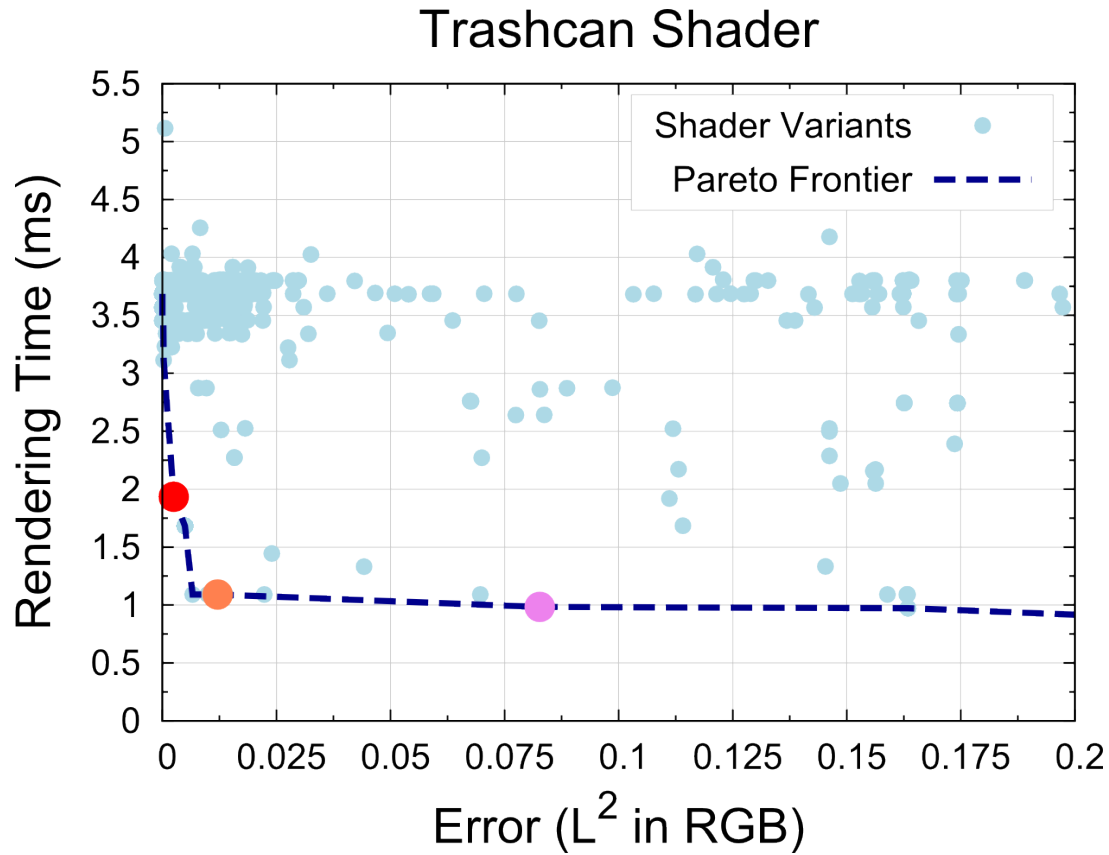 Trashcan Shader
Shader Variants
Pareto Frontier
Rendering Time (ms)
5.5
5
4.5
4
3.5
3
2.5
2
1.5
1
0.5
0
0 0.025 0.05 0.075 0.1 0.125 0.15 0.175 0.2
Error (L² in RGB)